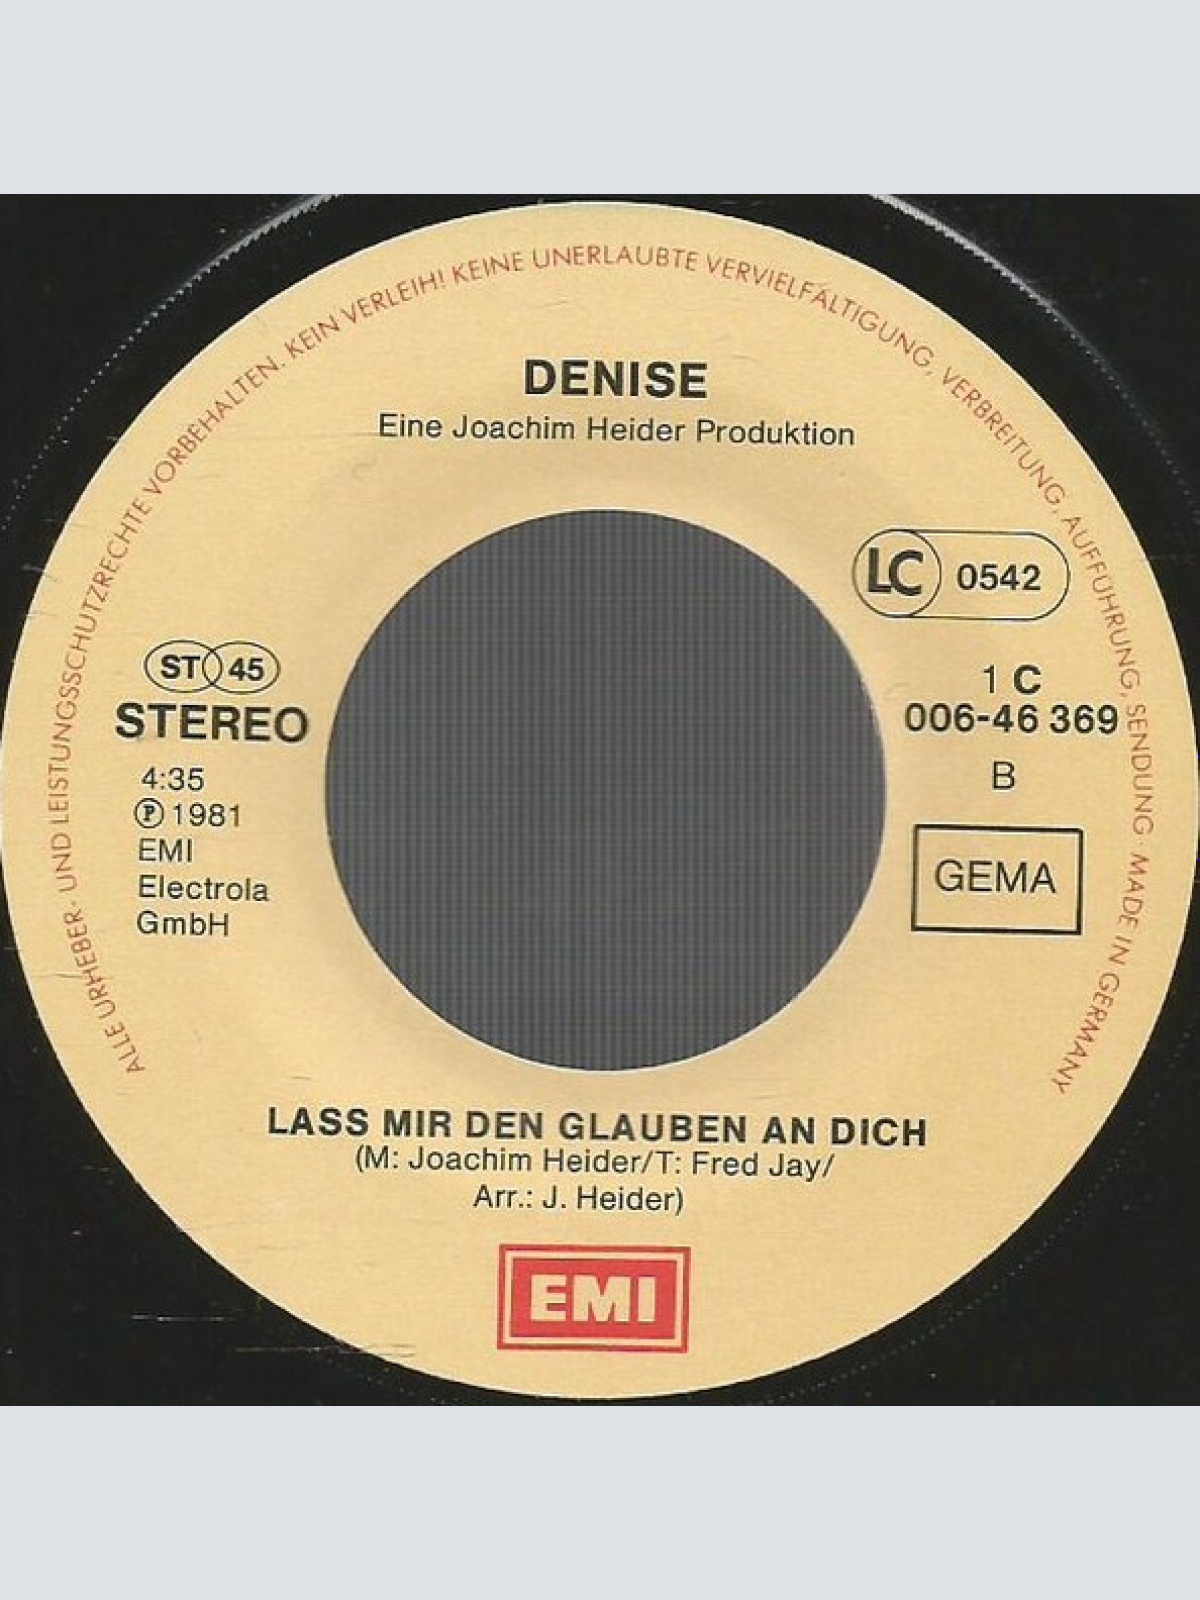 ALLE URHEBER- UND LEISTUNGSSCHUTZRECHTE VORBEHALTEN. KEIN VERLEIH! KEINE UNERLAUBTE VERVIELFÄLTIGUNG, VERBREITUNG, AUFFÜHRUNG, SENDUNG · MADE IN GERMANY
DENISE
Eine Joachim Heider Produktion
LC 0542
ST 45
STEREO
4:35
Ⓟ 1981
EMI
Electrola
GmbH
1 C
006-46 369
B
GEMA
LASS MIR DEN GLAUBEN AN DICH
(M: Joachim Heider/T: Fred Jay/
Arr.: J. Heider)
EMI